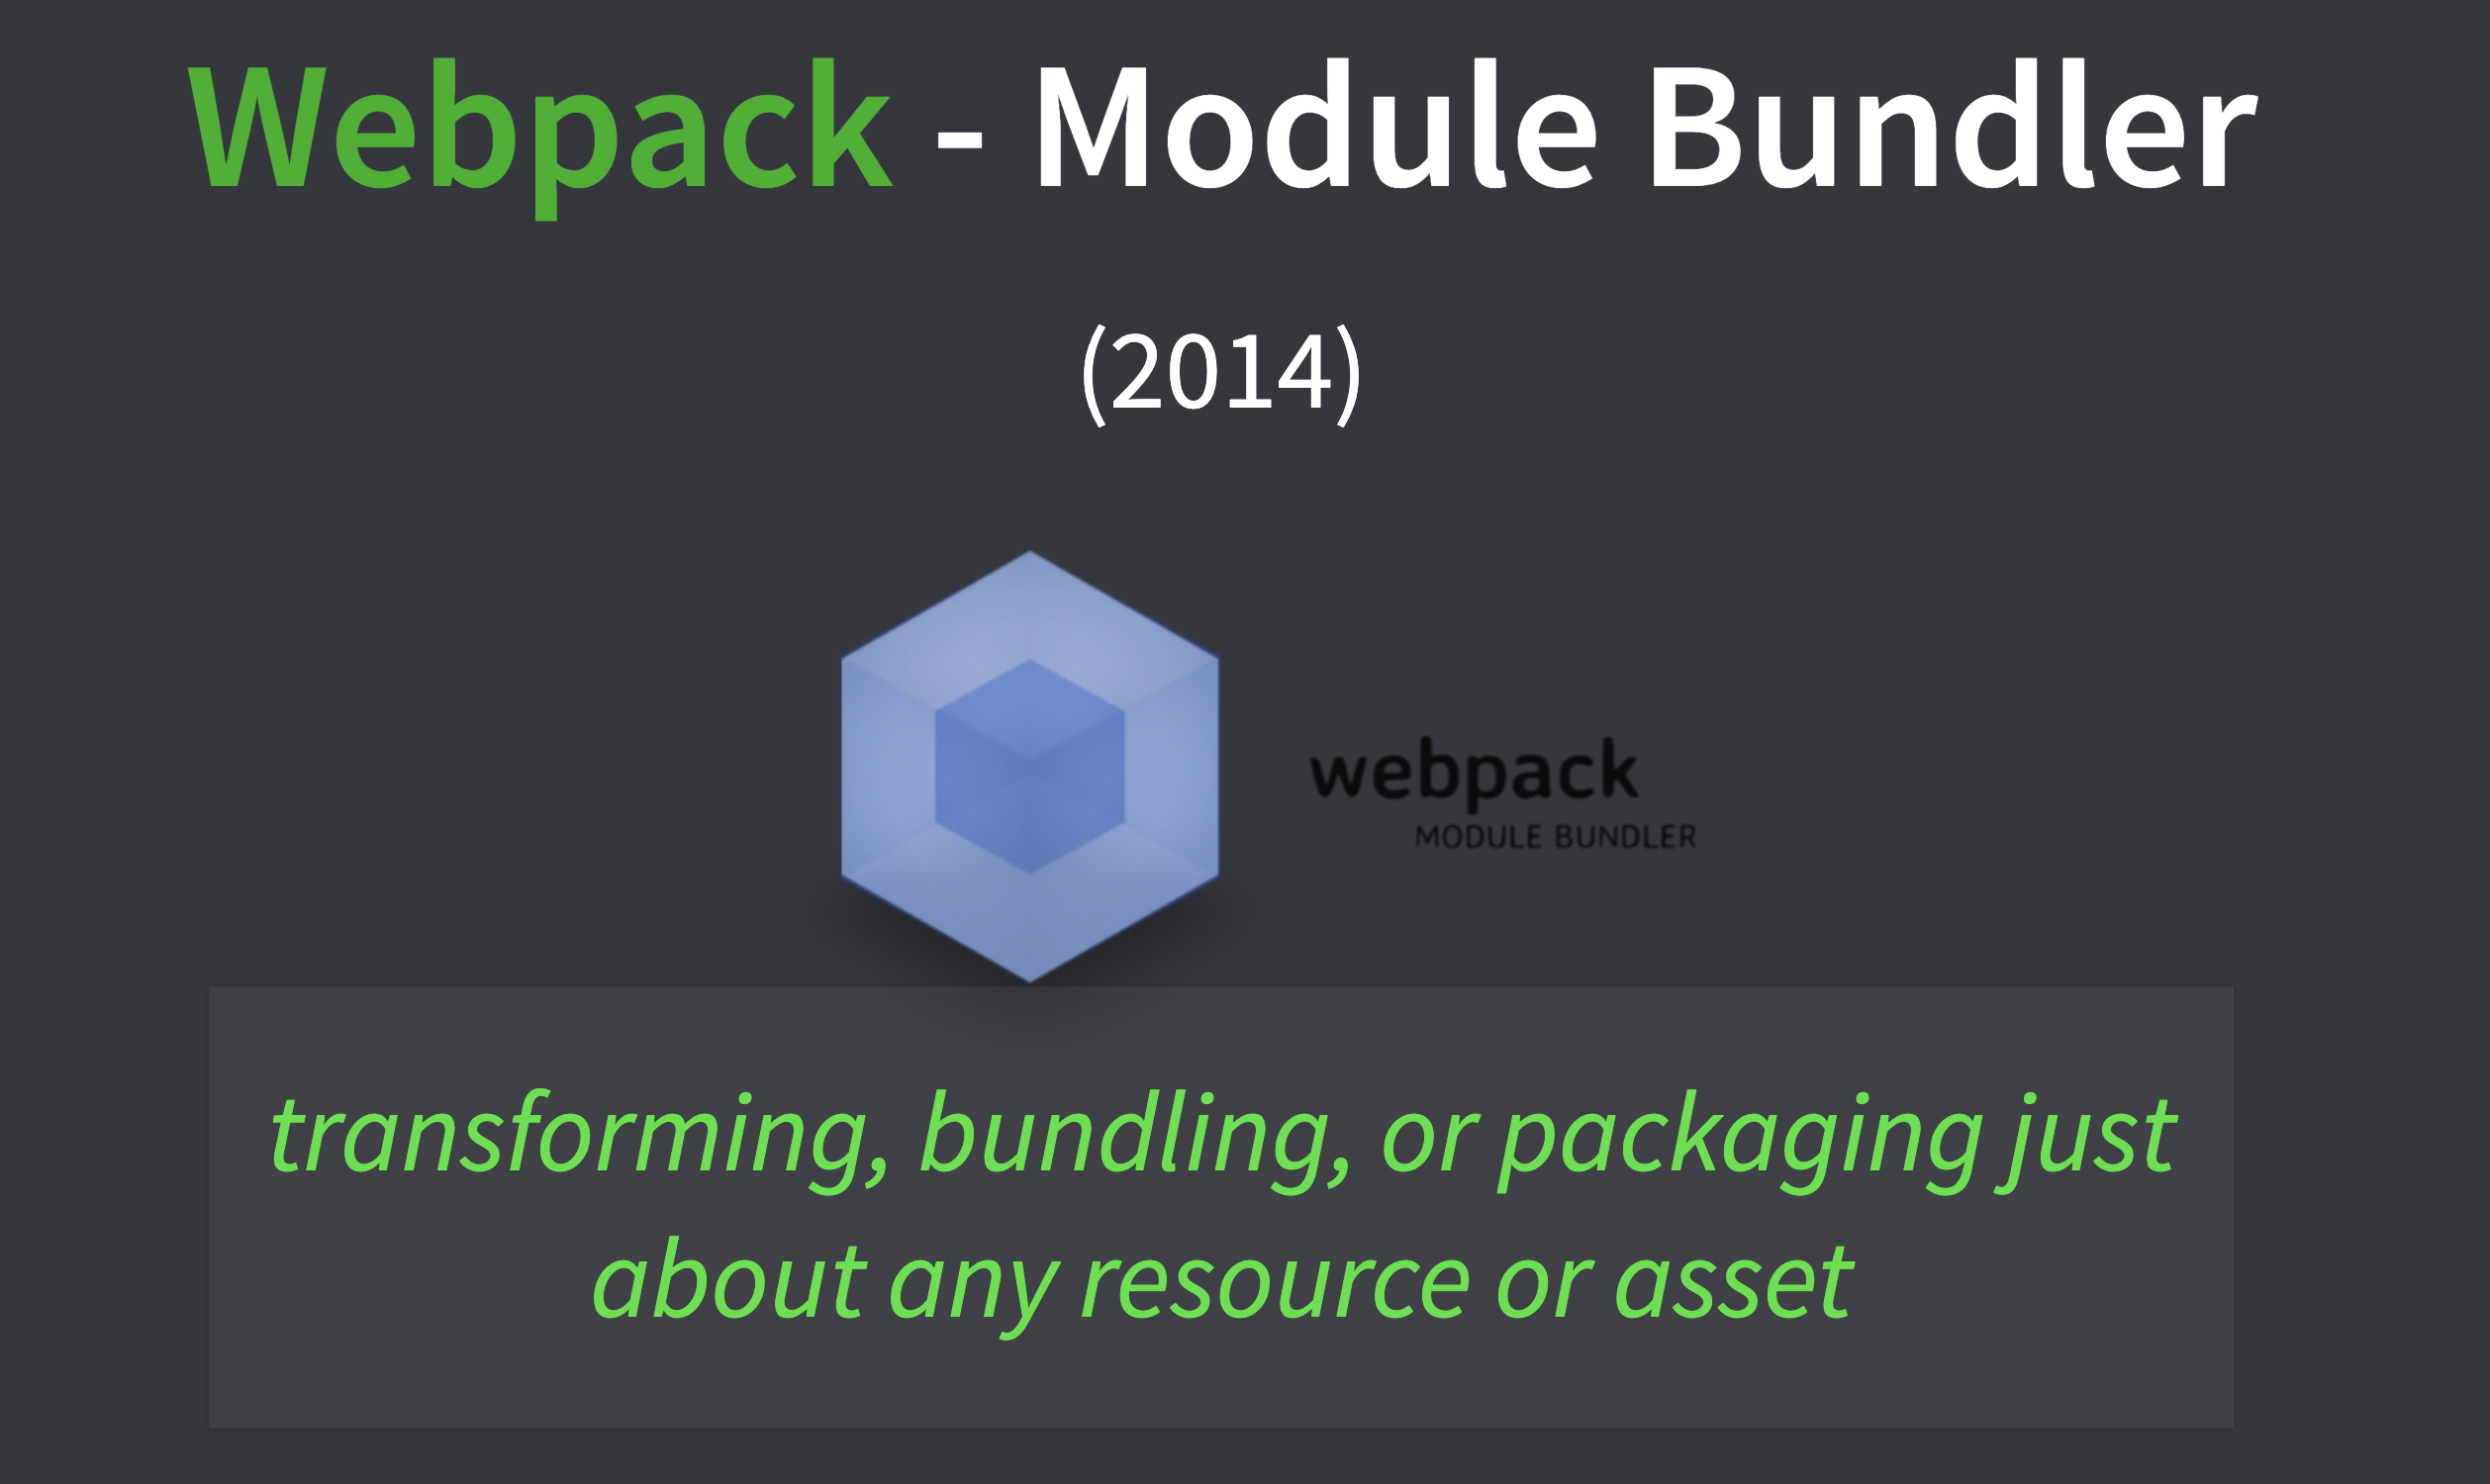 Webpack - Module Bundler
(2014)
webpack
MODULE BUNDLER
transforming, bundling, or packaging just
about any resource or asset